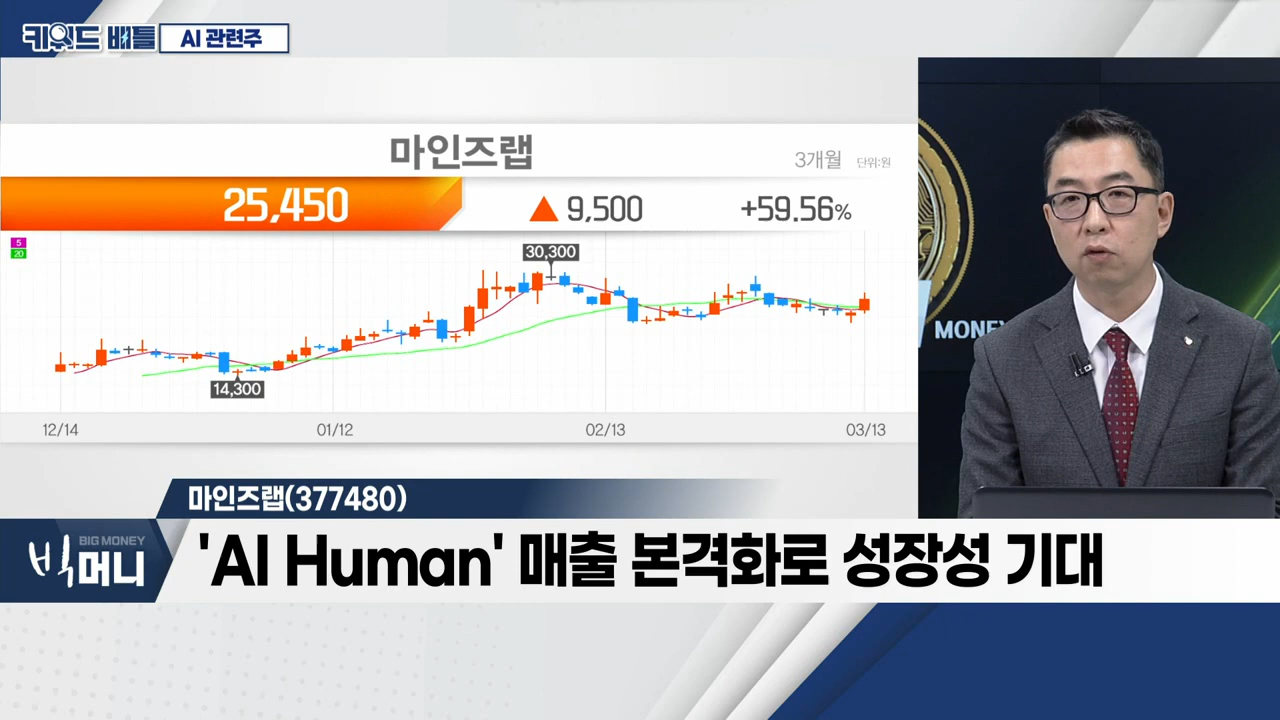 키워드 배틀
AI 관련주
마인즈랩
3개월 단위:원
25,450 ▲ 9,500 +59.56%
5
20
30,300
14,300
12/14 01/12 02/13 03/13
MONEY
마인즈랩(377480)
BIG MONEY
빅머니
'AI Human' 매출 본격화로 성장성 기대